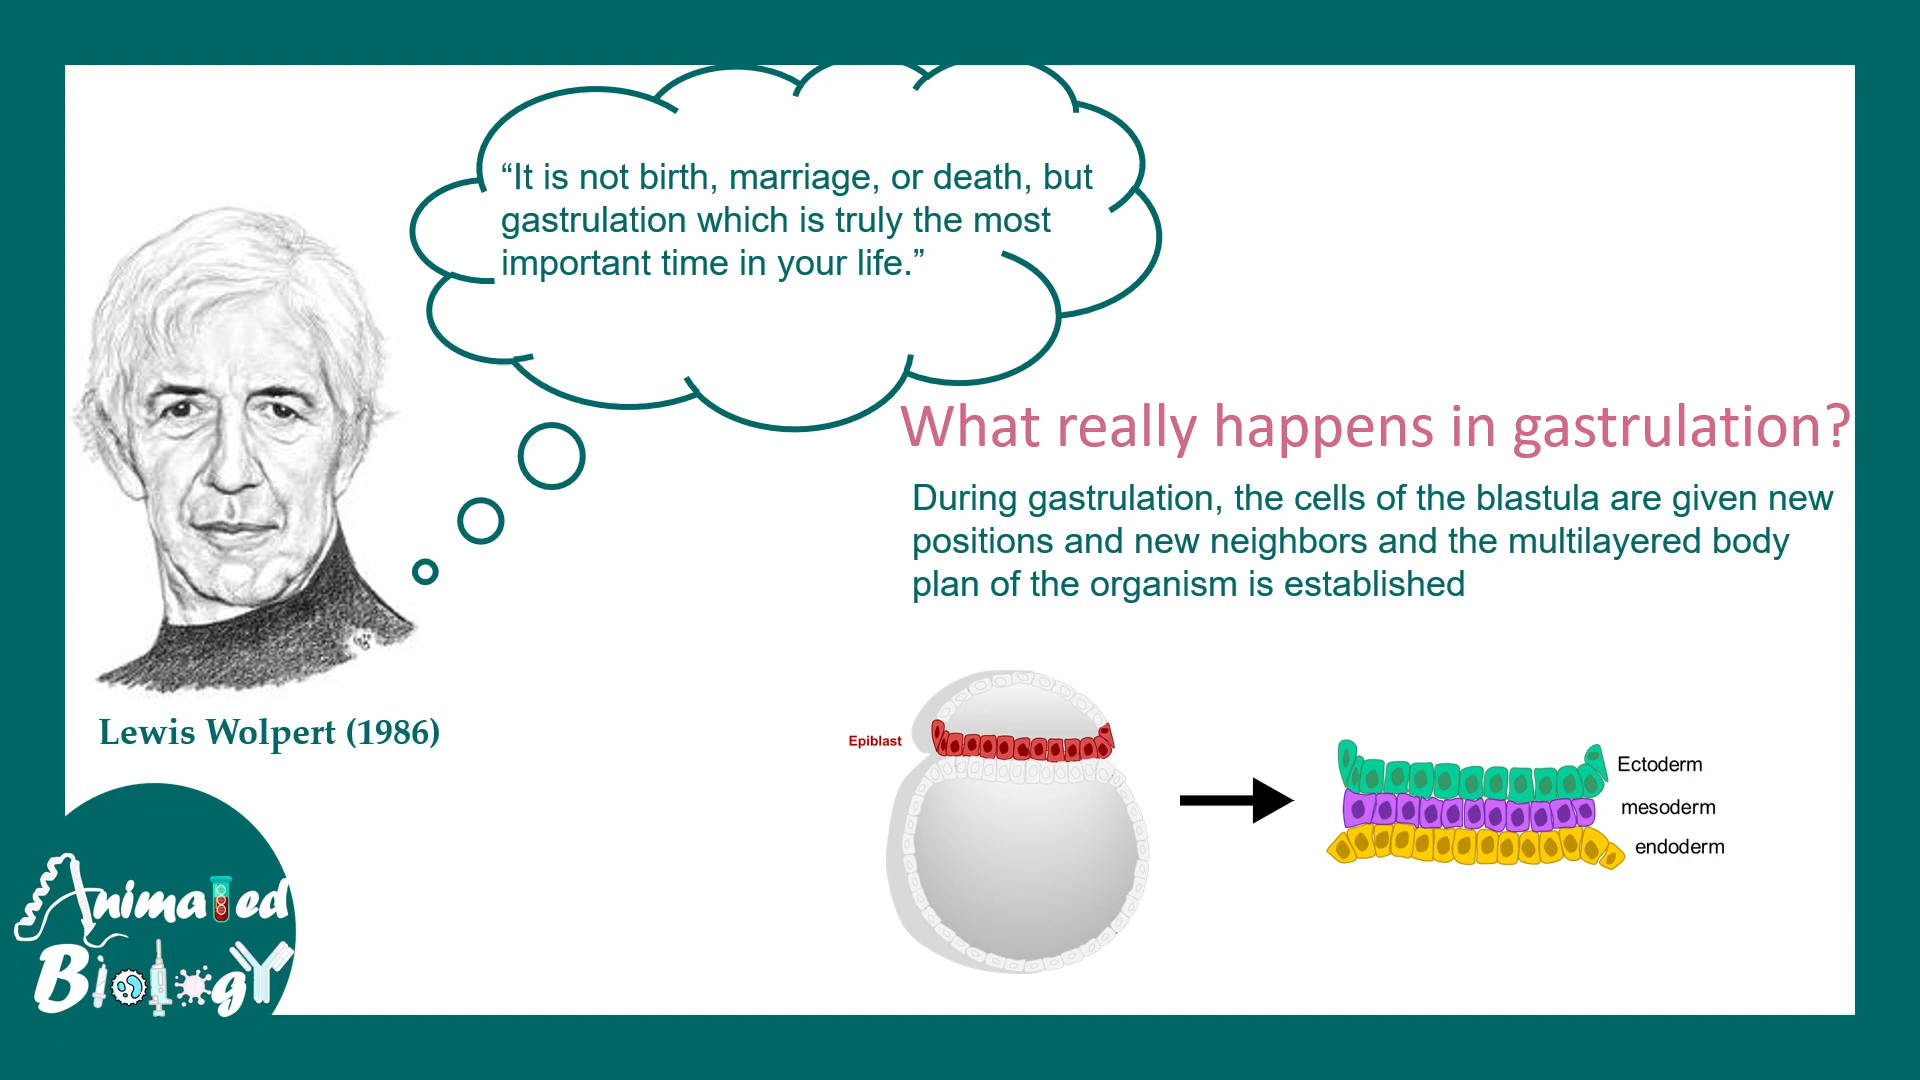 “It is not birth, marriage, or death, but
gastrulation which is truly the most
important time in your life.”
What really happens in gastrulation?
During gastrulation, the cells of the blastula are given new
positions and new neighbors and the multilayered body
plan of the organism is established
Lewis Wolpert (1986)
Epiblast
Ectoderm
mesoderm
endoderm
Animated
Biology